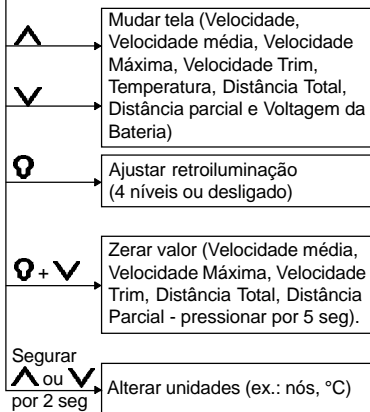 Mudar tela (Velocidade,
Velocidade média, Velocidade
Máxima, Velocidade Trim,
Temperatura, Distância Total,
Distância parcial e Voltagem da
Bateria)
Ajustar retroiluminação
(4 níveis ou desligado)
+
Zerar valor (Velocidade média,
Velocidade Máxima, Velocidade
Trim, Distância Total, Distância
Parcial - pressionar por 5 seg).
Segurar
ou
por 2 seg
Alterar unidades (ex.: nós, °C)